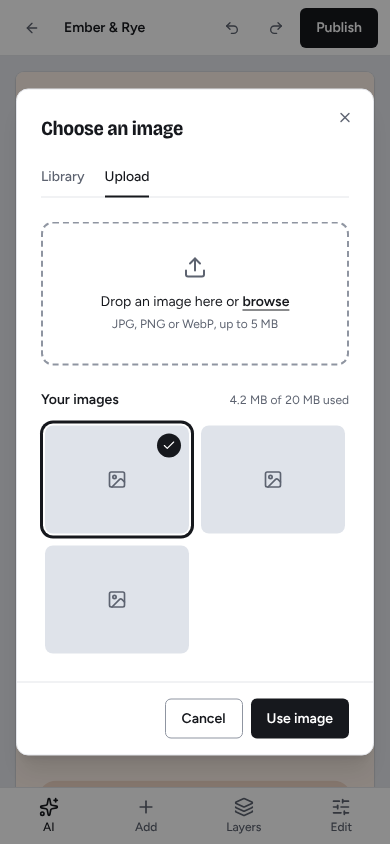 Ember & Rye
Publish
Choose an image
Library
Upload
Drop an image here or browse
JPG, PNG or WebP, up to 5 MB
Your images
4.2 MB of 20 MB used
Cancel
Use image
AI
Add
Layers
Edit